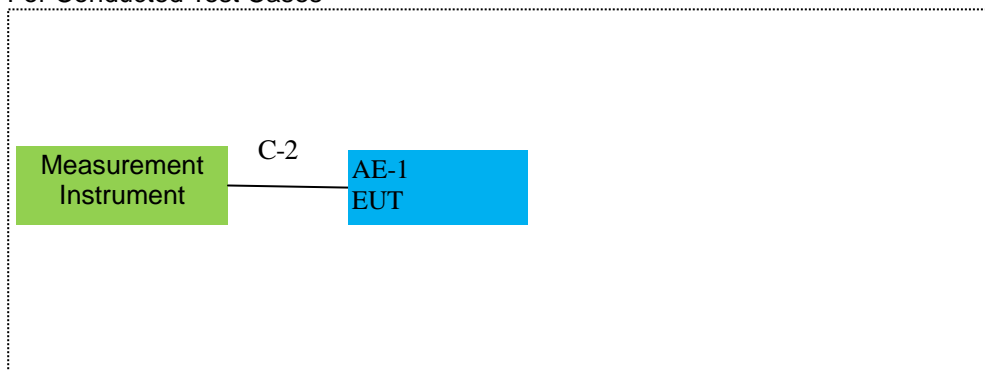 For Conducted Test Cases
C-2
Measurement
Instrument
AE-1
EUT